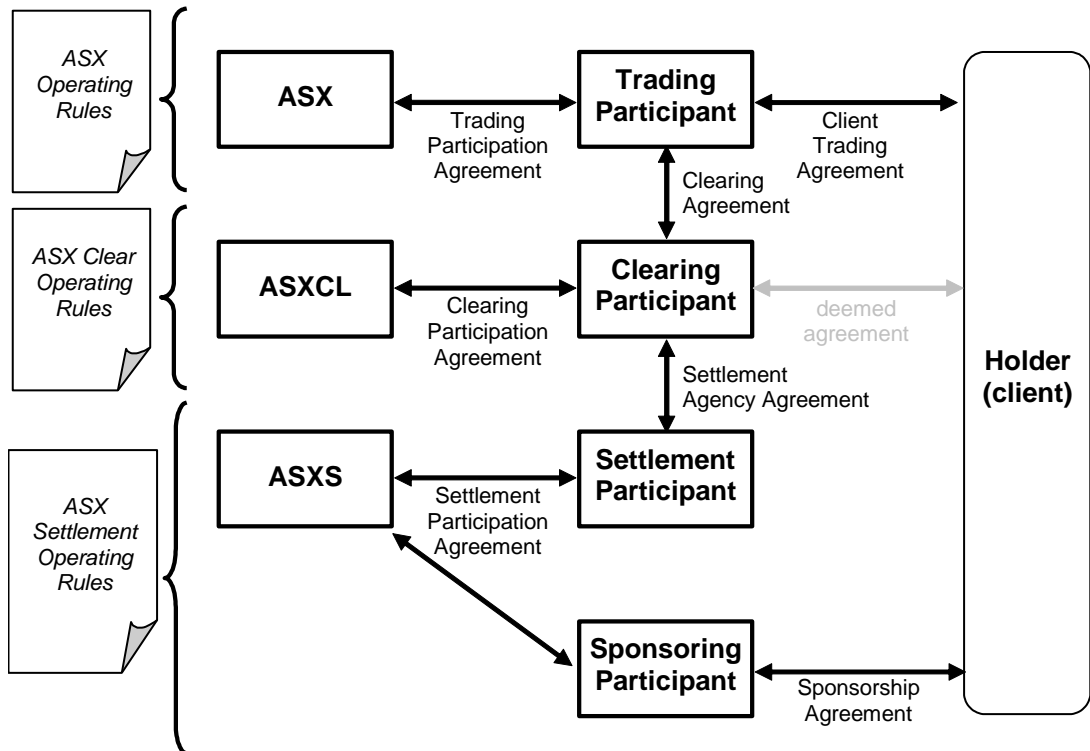 ASX
Operating
Rules
ASX
Trading
Participant
Trading
Participation
Agreement
Client
Trading
Agreement
Clearing
Agreement
ASX Clear
Operating
Rules
ASXCL
Clearing
Participant
Clearing
Participation
Agreement
deemed
agreement
Holder
(client)
Settlement
Agency Agreement
ASX
Settlement
Operating
Rules
ASXS
Settlement
Participant
Settlement
Participation
Agreement
Sponsoring
Participant
Sponsorship
Agreement